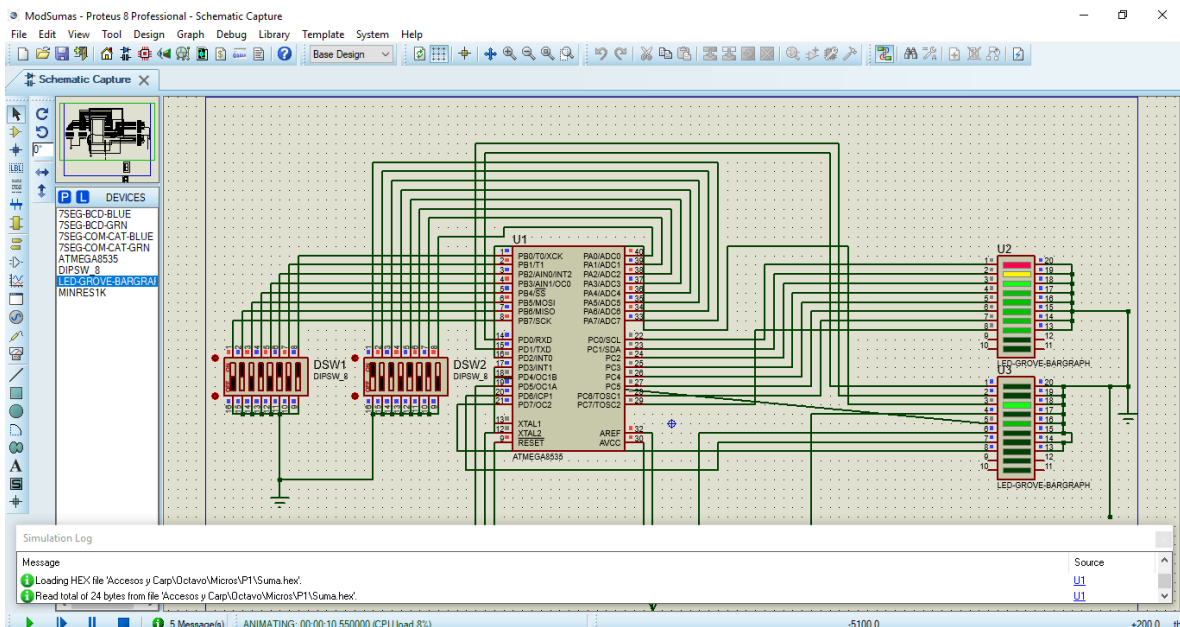 ModSumas - Proteus 8 Professional - Schematic Capture
File Edit View Tool Design Graph Debug Library Template System Help
Base Design
Schematic Capture
0°
LBL
P L DEVICES
7SEG-BCD-BLUE
7SEG-BCD-GRN
7SEG-COM-CAT-BLUE
7SEG-COM-CAT-GRN
ATMEGA8535
DIPSW_8
LED-GROVE-BARGRAI
MINRES1K
U1
PB0/T0/XCK
PB1/T1
PB2/AIN0/INT2
PB3/AIN1/OC0
PB4/SS
PB5/MOSI
PB6/MISO
PB7/SCK
PD0/RXD
PD1/TXD
PD2/INT0
PD3/INT1
PD4/OC1B
PD5/OC1A
PD6/ICP1
PD7/OC2
XTAL1
XTAL2
RESET
PA0/ADC0
PA1/ADC1
PA2/ADC2
PA3/ADC3
PA4/ADC4
PA5/ADC5
PA6/ADC6
PA7/ADC7
PC0/SCL
PC1/SDA
PC2
PC3
PC4
PC5
PC6/TOSC1
PC7/TOSC2
AREF
AVCC
ATMEGA8535
DSW1
DIPSW_8
DSW2
DIPSW_8
U2
LED-GROVE-BARGRAPH
U3
LED-GROVE-BARGRAPH
Simulation Log
Message Source
Loading HEX file 'Accesos y Carp\Octavo\Micros\P1\Suma.hex'. U1
Read total of 24 bytes from file 'Accesos y Carp\Octavo\Micros\P1\Suma.hex'. U1
5 Message(s) ANIMATING: 00:00:10.550000 (CPU load 8%) -5100.0 +200.0 th